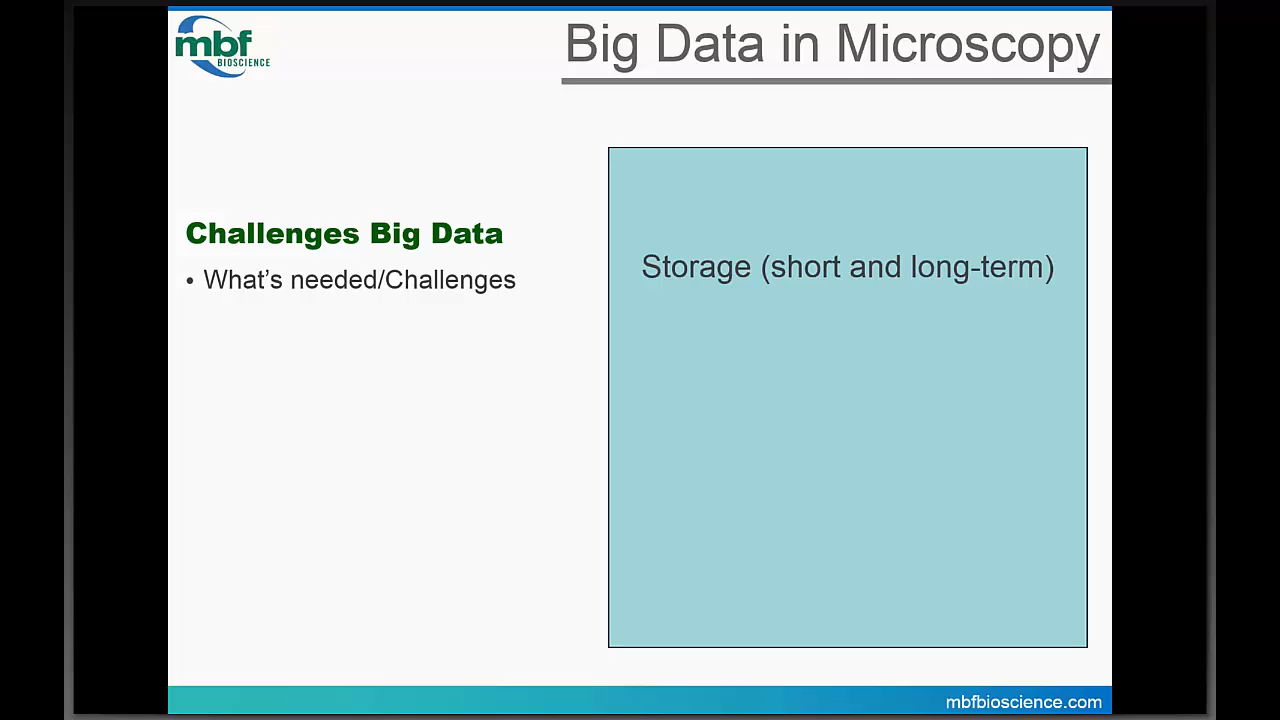 mbf
BIOSCIENCE
Big Data in Microscopy
Challenges Big Data
• What's needed/Challenges
Storage (short and long-term)
mbfbioscience.com